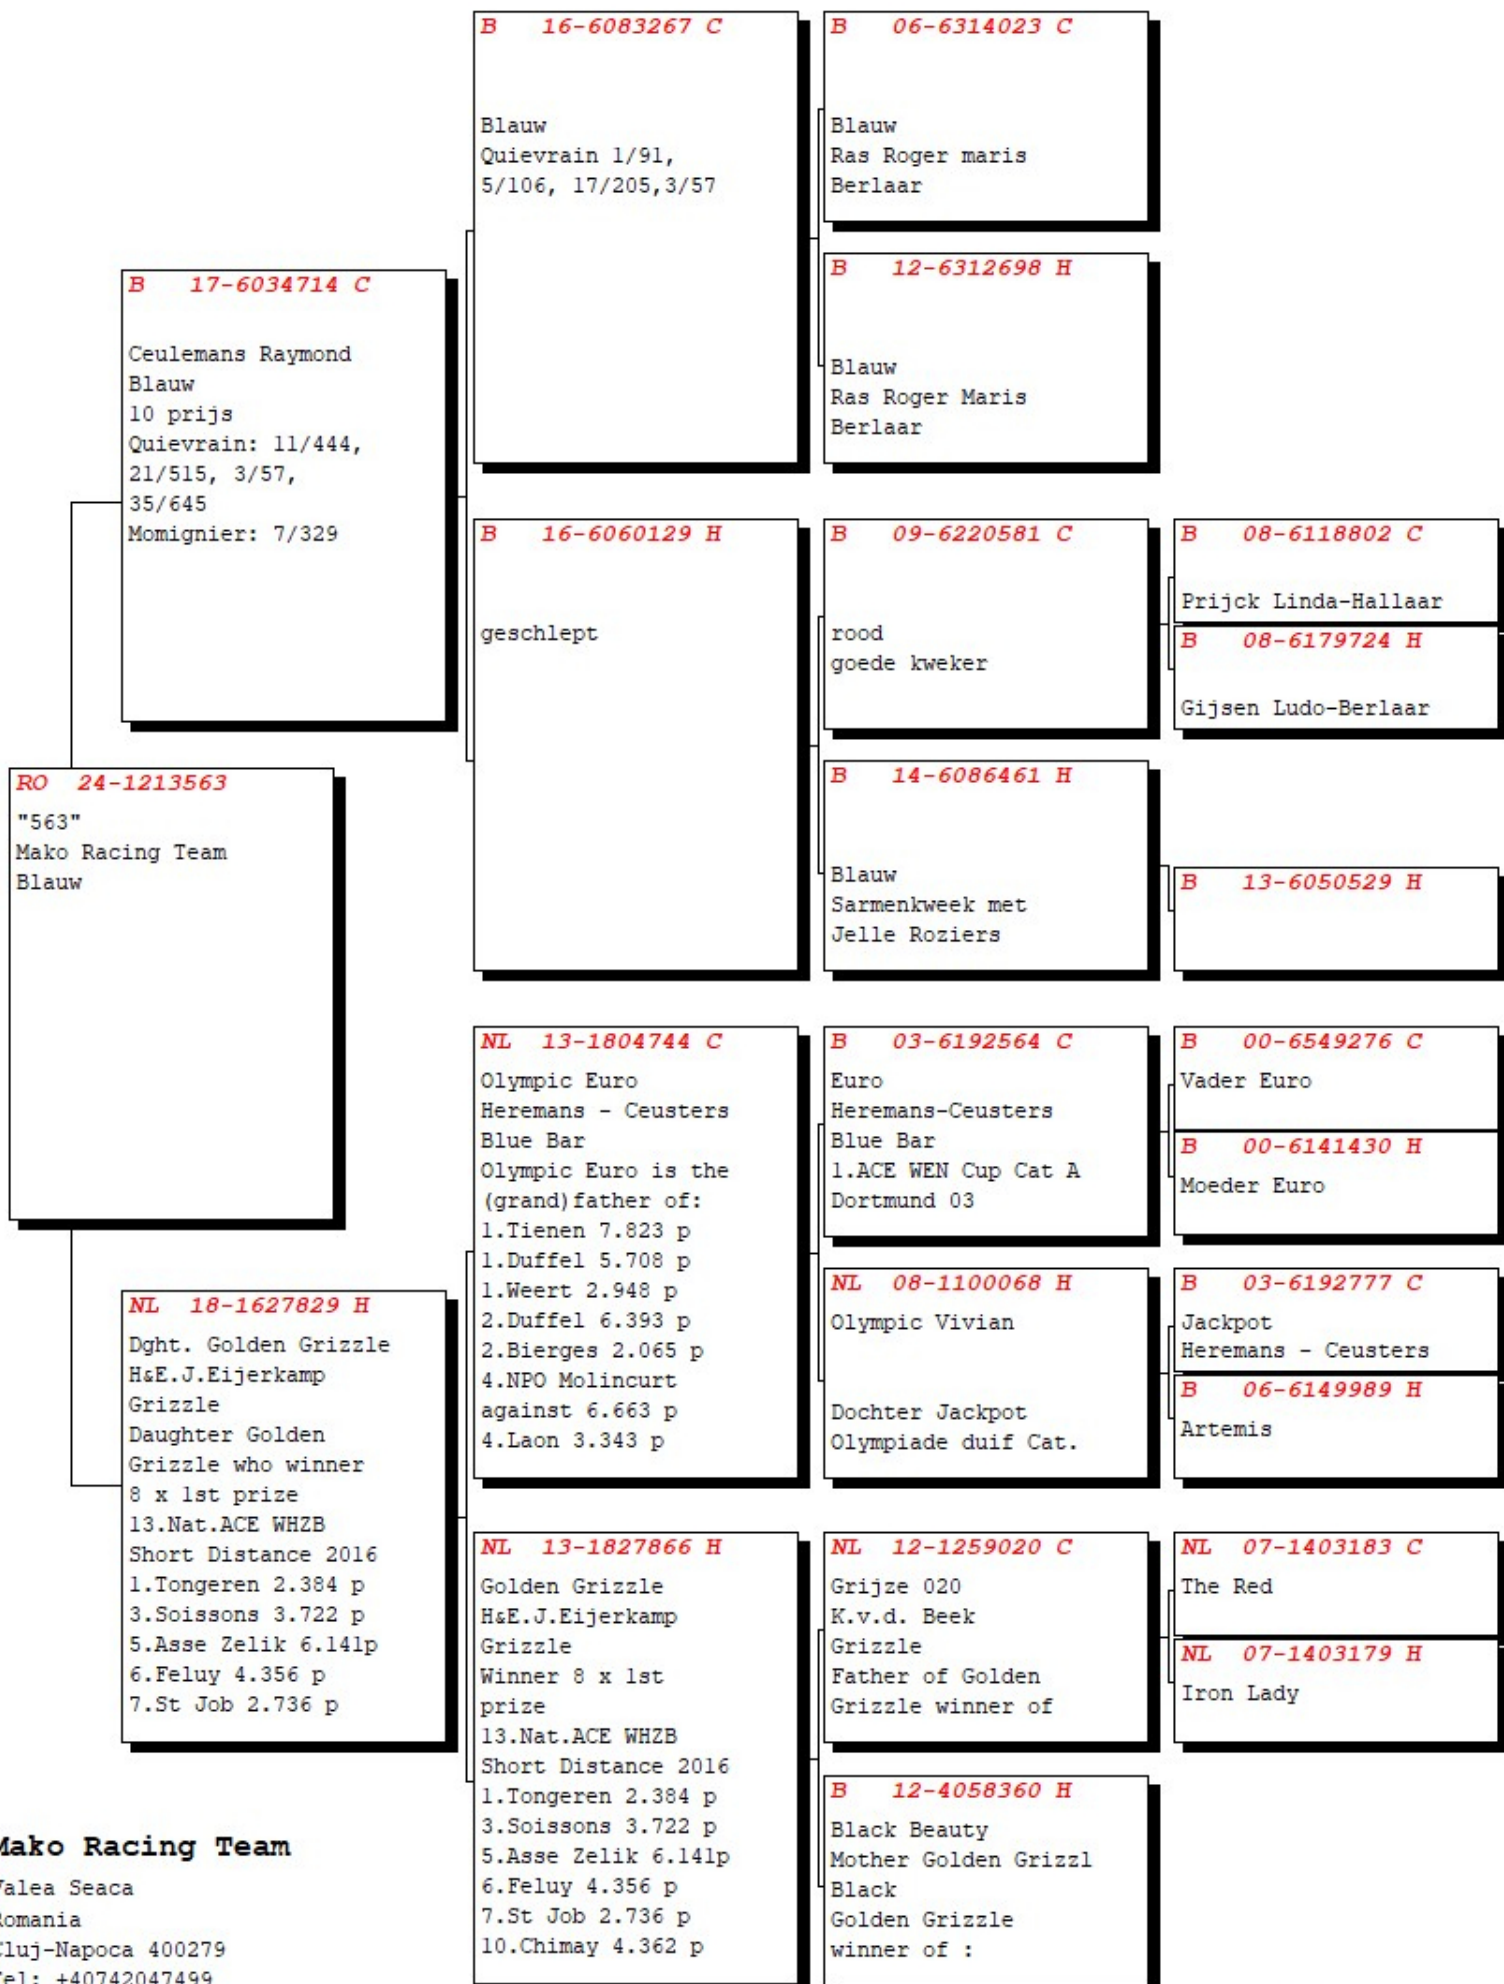 B 16-6083267 C
Blauw
Quievrain 1/91,
5/106, 17/205,3/57
B 06-6314023 C
Blauw
Ras Roger maris
Berlaar
B 12-6312698 H
Blauw
Ras Roger Maris
Berlaar
B 17-6034714 C
Ceulemans Raymond
Blauw
10 prijs
Quievrain: 11/444,
21/515, 3/57,
35/645
Momignier: 7/329
B 16-6060129 H
geschlept
B 09-6220581 C
rood
goede kweker
B 08-6118802 C
Prijck Linda-Hallaar
B 08-6179724 H
Gijsen Ludo-Berlaar
B 14-6086461 H
Blauw
Sarmenkweek met
Jelle Roziers
B 13-6050529 H
RO 24-1213563
"563"
Mako Racing Team
Blauw
NL 13-1804744 C
Olympic Euro
Heremans - Ceusters
Blue Bar
Olympic Euro is the
(grand)father of:
1.Tienen 7.823 p
1.Duffel 5.708 p
1.Weert 2.948 p
2.Duffel 6.393 p
2.Bierges 2.065 p
4.NPO Molincurt
against 6.663 p
4.Laon 3.343 p
B 03-6192564 C
Euro
Heremans-Ceusters
Blue Bar
1.ACE WEN Cup Cat A
Dortmund 03
B 00-6549276 C
Vader Euro
B 00-6141430 H
Moeder Euro
NL 08-1100068 H
Olympic Vivian
Dochter Jackpot
Olympiade duif Cat.
B 03-6192777 C
Jackpot
Heremans - Ceusters
B 06-6149989 H
Artemis
NL 18-1627829 H
Dght. Golden Grizzle
H&E.J.Eijerkamp
Grizzle
Daughter Golden
Grizzle who winner
8 x 1st prize
13.Nat.ACE WHZB
Short Distance 2016
1.Tongeren 2.384 p
3.Soissons 3.722 p
5.Asse Zelik 6.141p
6.Feluy 4.356 p
7.St Job 2.736 p
NL 13-1827866 H
Golden Grizzle
H&E.J.Eijerkamp
Grizzle
Winner 8 x 1st
prize
13.Nat.ACE WHZB
Short Distance 2016
1.Tongeren 2.384 p
3.Soissons 3.722 p
5.Asse Zelik 6.141p
6.Feluy 4.356 p
7.St Job 2.736 p
10.Chimay 4.362 p
NL 12-1259020 C
Grijze 020
K.v.d. Beek
Grizzle
Father of Golden
Grizzle winner of
NL 07-1403183 C
The Red
NL 07-1403179 H
Iron Lady
B 12-4058360 H
Black Beauty
Mother Golden Grizzl
Black
Golden Grizzle
winner of :
Mako Racing Team
Valea Seaca
Romania
Cluj-Napoca 400279
Tel: +40742047499